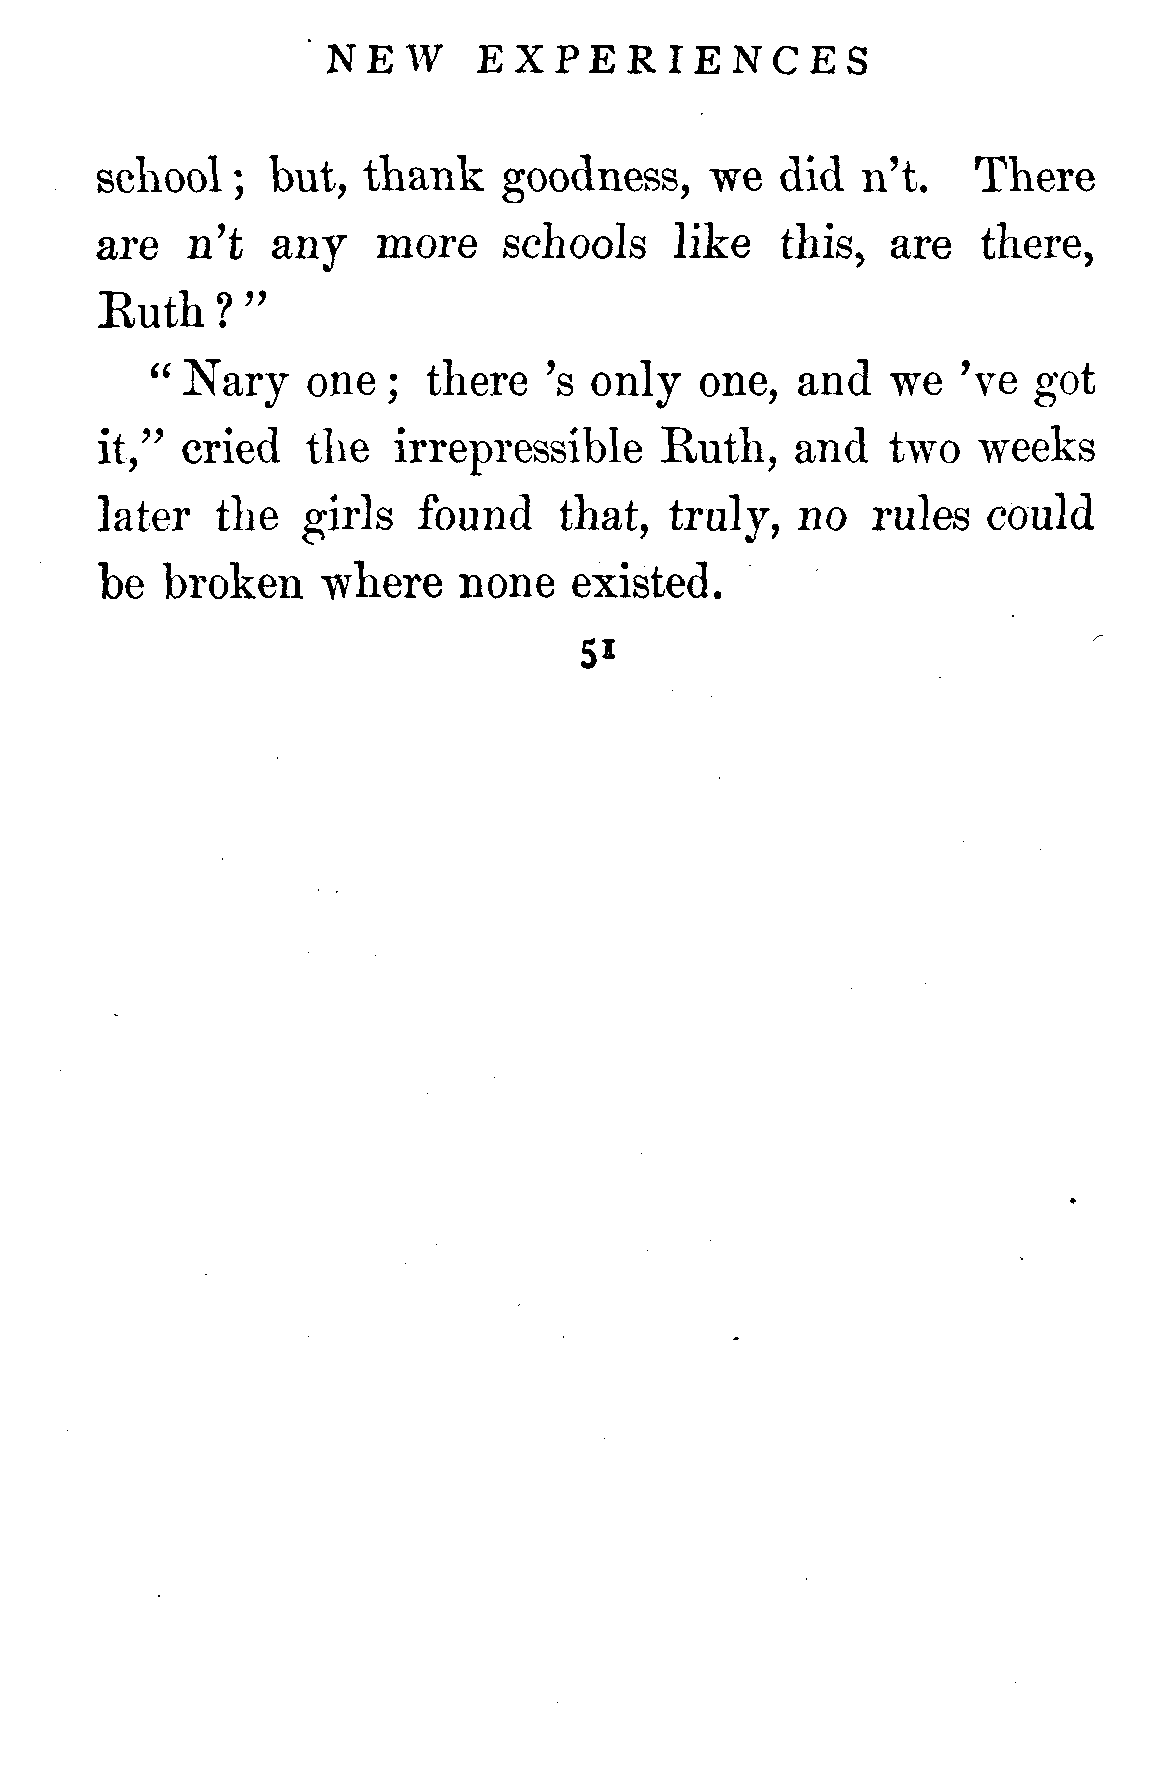 NEW EXPERIENCES
school; but, thank goodness, we did n't. There
are n't any more schools like this, are there,
Ruth?"
"Nary one; there 's only one, and we 've got
it," cried the irrepressible Ruth, and two weeks
later the girls found that, truly, no rules could
be broken where none existed.
51